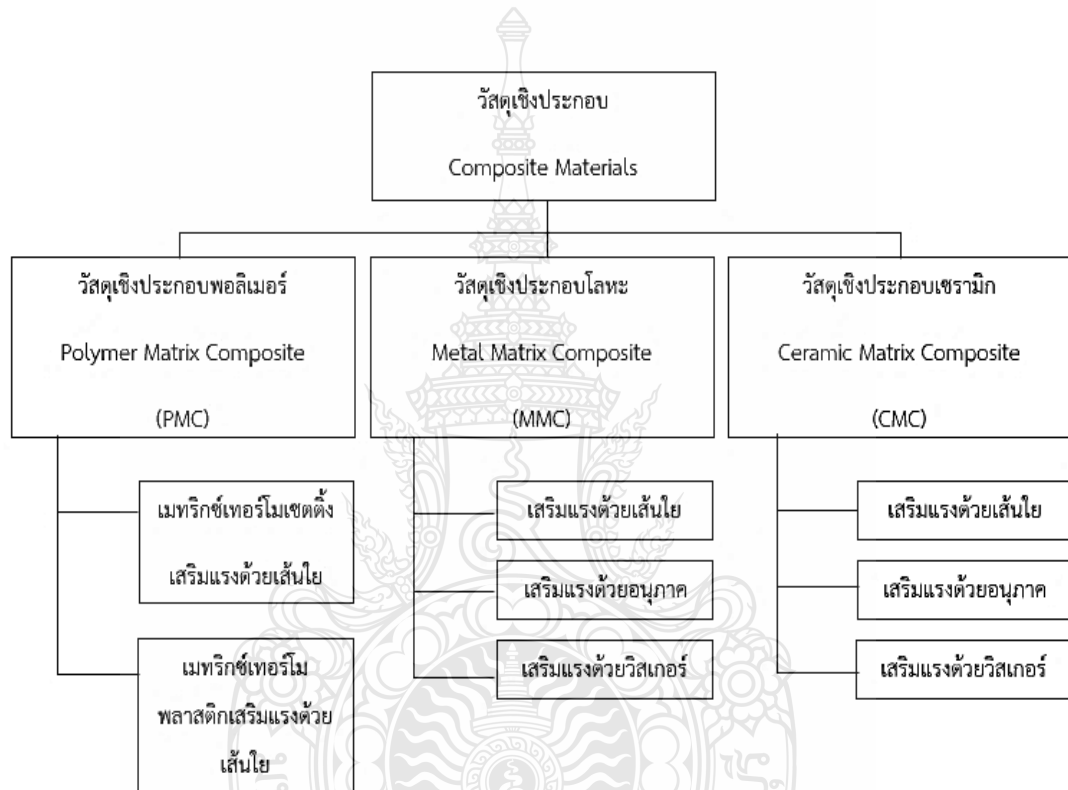 วัสดุเชิงประกอบ
Composite Materials
วัสดุเชิงประกอบพอลิเมอร์
Polymer Matrix Composite
(PMC)
วัสดุเชิงประกอบโลหะ
Metal Matrix Composite
(MMC)
วัสดุเชิงประกอบเซรามิก
Ceramic Matrix Composite
(CMC)
เมทริกซ์เทอร์โมเซตติ้ง
เสริมแรงด้วยเส้นใย
เมทริกซ์เทอร์โม
พลาสติกเสริมแรงด้วย
เส้นใย
เสริมแรงด้วยเส้นใย
เสริมแรงด้วยอนุภาค
เสริมแรงด้วยวิสเกอร์
เสริมแรงด้วยเส้นใย
เสริมแรงด้วยอนุภาค
เสริมแรงด้วยวิสเกอร์